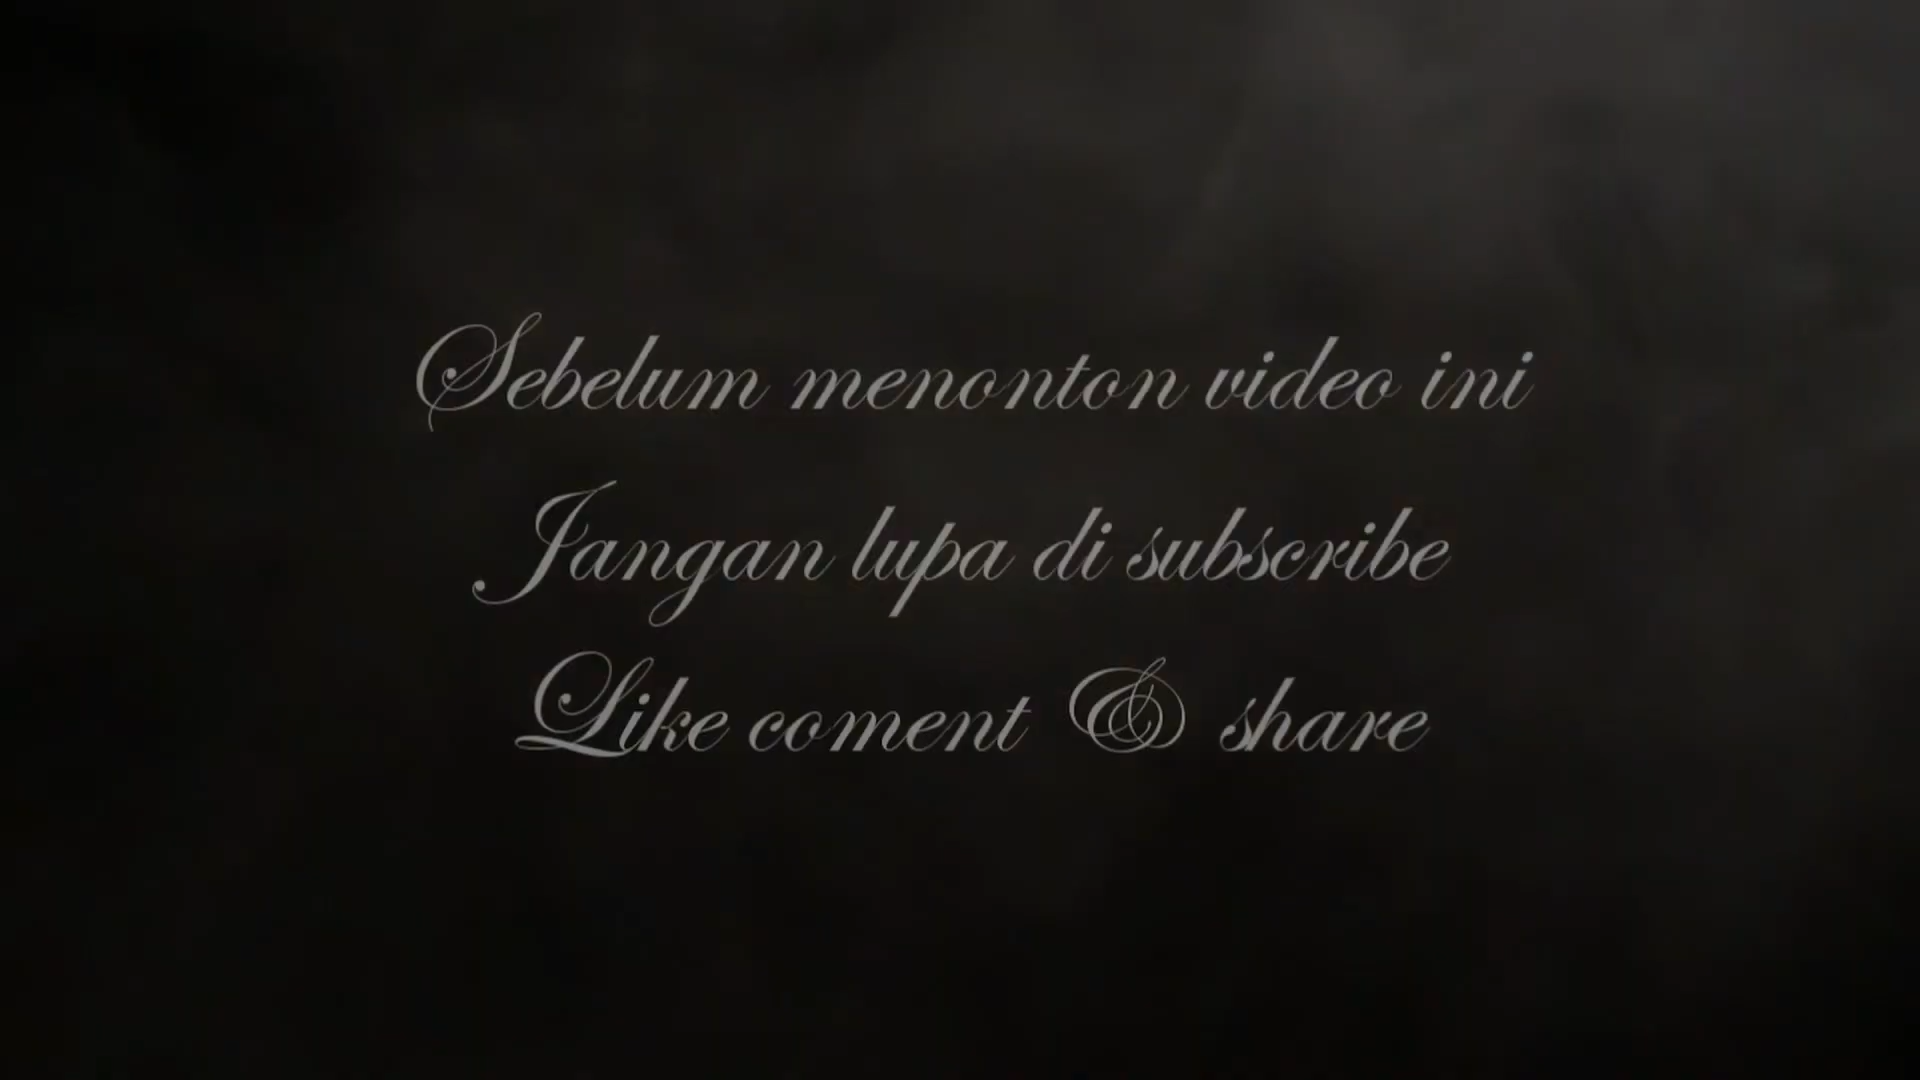 Sebelum menonton video ini
Jangan lupa di subscribe
Like coment & share